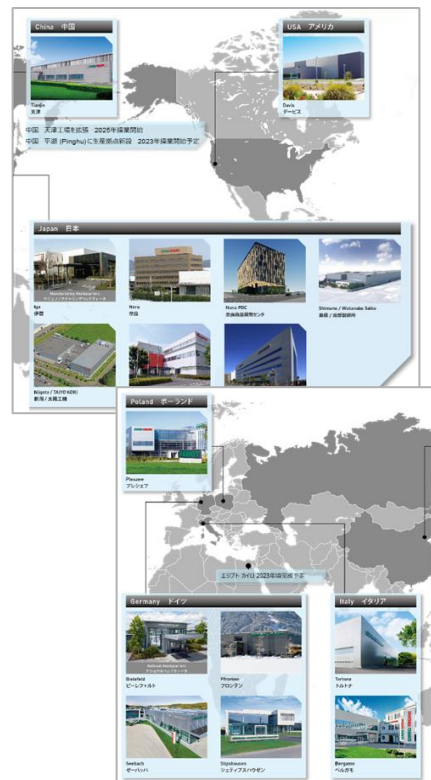 China 中国
Tianjin
天津
USA アメリカ
Davis
デービス
中国 天津工場を拡張 2025年操業開始
中国 平湖 (Pinghu)に生産拠点新設 2023年操業開始予定
Japan 日本
Iga
伊賀
Nara
奈良
Nara PDC
奈良商品開発センタ
Shimane / Watanabe Seiko
島根 / 渡部製鋼所
Niigata / TAIYO KOKI
新潟 / 太陽工機
Poland ポーランド
Pleszew
プレシェフ
エジプト カイロ 2023年頃完成予定
Germany ドイツ
Bielefeld
ビーレフェルト
Pfronten
フロンテン
Seebach
ゼーバッハ
Stipshausen
シュティプスハウゼン
Italy イタリア
Tortona
トルトナ
Bergamo
ベルガモ